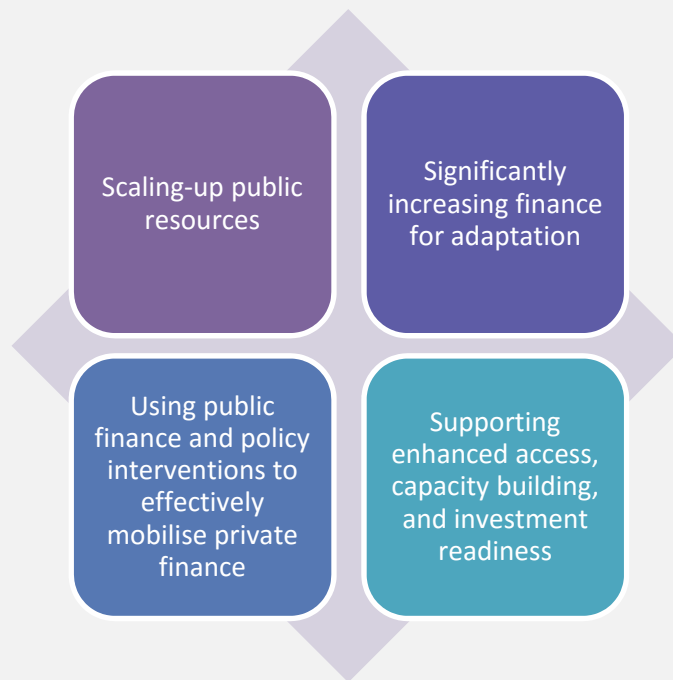 Scaling-up public
resources
Significantly
increasing finance
for adaptation
Using public
finance and policy
interventions to
effectively
mobilise private
finance
Supporting
enhanced access,
capacity building,
and investment
readiness